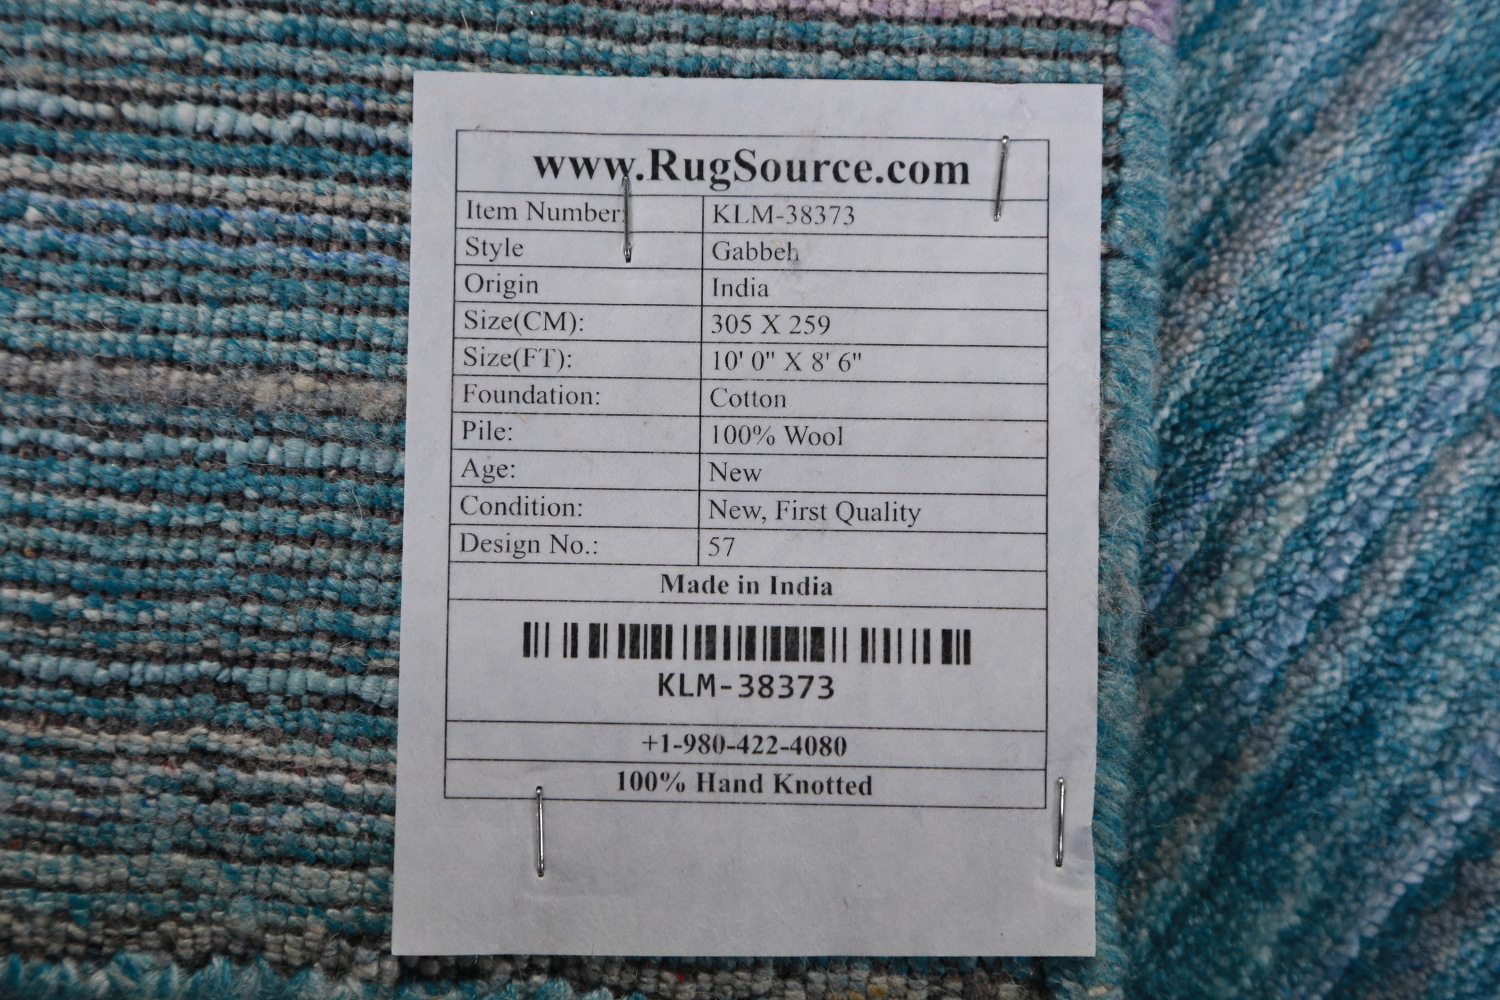 www.RugSource.com
Item Number: KLM-38373
Style Gabbeh
Origin India
Size(CM): 305 X 259
Size(FT): 10' 0" X 8' 6"
Foundation: Cotton
Pile: 100% Wool
Age: New
Condition: New, First Quality
Design No.: 57
Made in India
KLM-38373
+1-980-422-4080
100% Hand Knotted